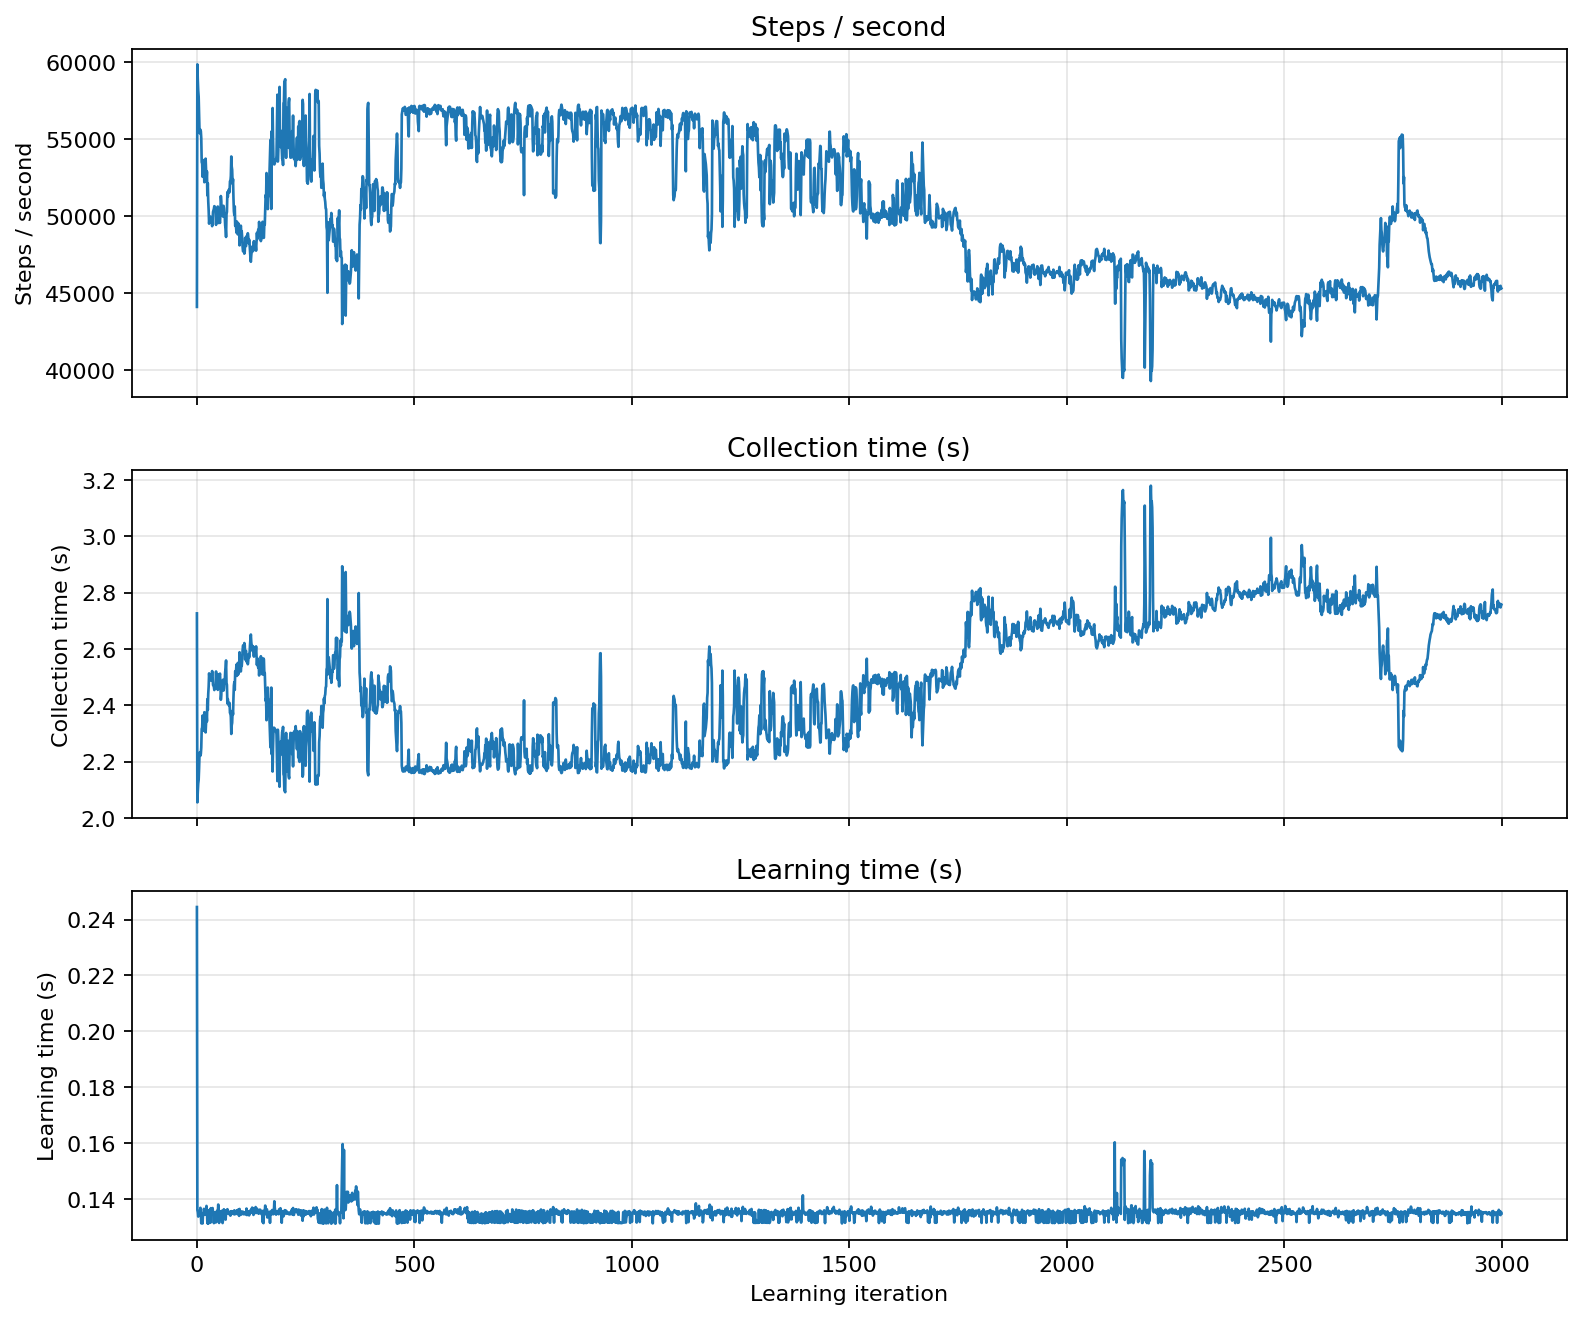 Steps / second
60000
55000
50000
45000
40000
Steps / second
Collection time (s)
3.2
3.0
2.8
2.6
2.4
2.2
2.0
Collection time (s)
Learning time (s)
0.24
0.22
0.20
0.18
0.16
0.14
Learning time (s)
0 500 1000 1500 2000 2500 3000
Learning iteration